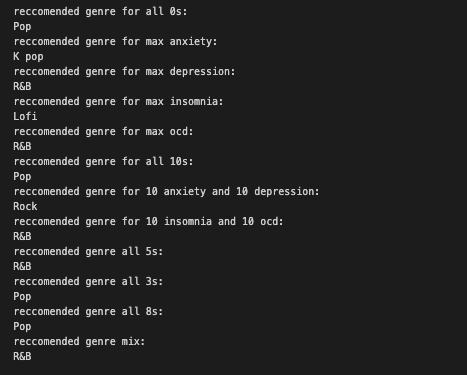 reccomended genre for all 0s:
Pop
reccomended genre for max anxiety:
K pop
reccomended genre for max depression:
R&B
reccomended genre for max insomnia:
Lofi
reccomended genre for max ocd:
R&B
reccomended genre for all 10s:
Pop
reccomended genre for 10 anxiety and 10 depression:
Rock
reccomended genre for 10 insomnia and 10 ocd:
R&B
reccomended genre all 5s:
R&B
reccomended genre all 3s:
Pop
reccomended genre all 8s:
Pop
reccomended genre mix:
R&B